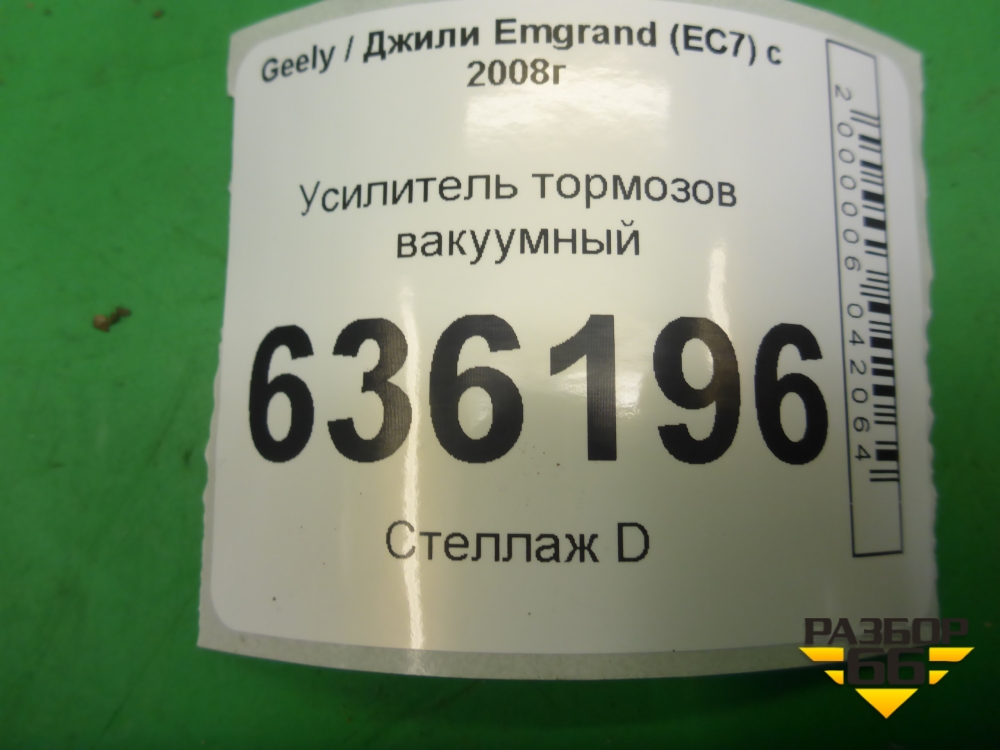 Geely / Джили Emgrand (EC7) с
2008г
Усилитель тормозов
вакуумный
636196
Стеллаж D
2000006042064
РАЗБОР
66